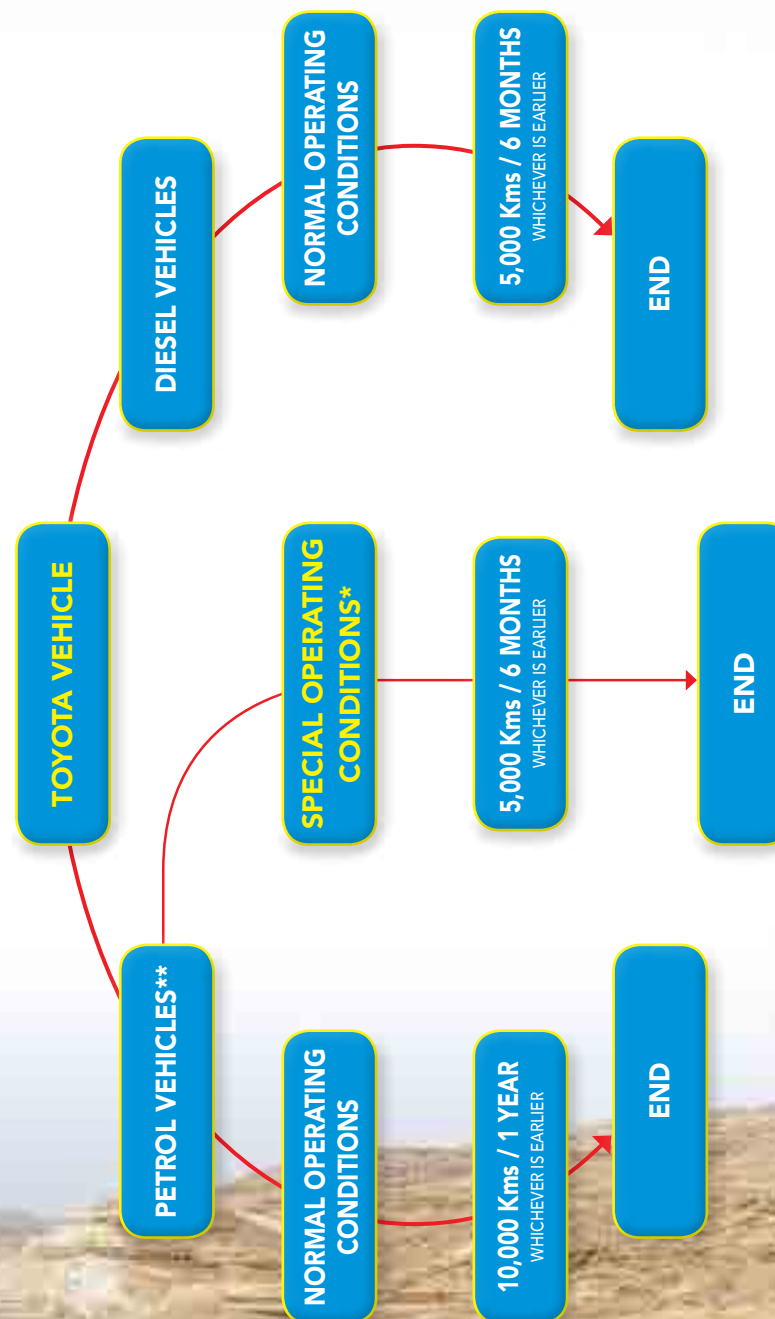 TOYOTA VEHICLE
PETROL VEHICLES**
NORMAL OPERATING
CONDITIONS
10,000 Kms / 1 YEAR
WHICHEVER IS EARLIER
END
SPECIAL OPERATING
CONDITIONS*
5,000 Kms / 6 MONTHS
WHICHEVER IS EARLIER
END
DIESEL VEHICLES
NORMAL OPERATING
CONDITIONS
5,000 Kms / 6 MONTHS
WHICHEVER IS EARLIER
END